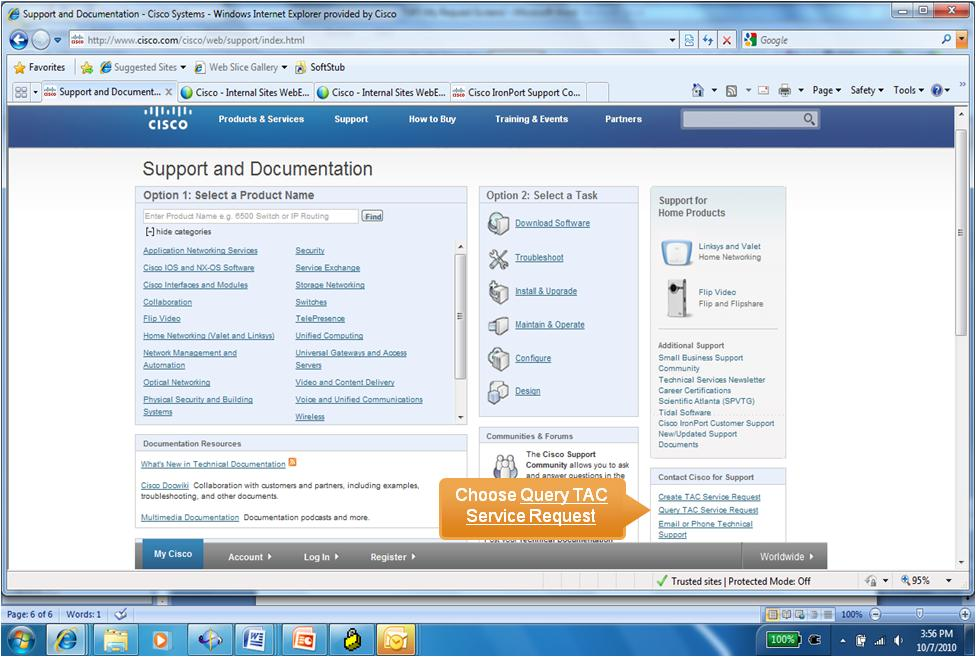 Support and Documentation - Cisco Systems - Windows Internet Explorer provided by Cisco
http://www.cisco.com/cisco/web/support/index.html
Google
Favorites
Suggested Sites
Web Slice Gallery
SoftStub
Support and Document...
Cisco - Internal Sites WebE...
Cisco - Internal Sites WebE...
Cisco IronPort Support Co...
Page
Safety
Tools
CISCO
Products & Services
Support
How to Buy
Training & Events
Partners
Support and Documentation
Option 1: Select a Product Name
Enter Product Name e.g. 6500 Switch or IP Routing
Find
[-] hide categories
Application Networking Services
Cisco IOS and NX-OS Software
Cisco Interfaces and Modules
Collaboration
Flip Video
Home Networking (Valet and Linksys)
Network Management and
Automation
Optical Networking
Physical Security and Building
Systems
Security
Service Exchange
Storage Networking
Switches
TelePresence
Unified Computing
Universal Gateways and Access
Servers
Video and Content Delivery
Voice and Unified Communications
Wireless
Option 2: Select a Task
Download Software
Troubleshoot
Install & Upgrade
Maintain & Operate
Configure
Design
Support for
Home Products
Linksys and Valet
Home Networking
Flip Video
Flip and Flipshare
Additional Support
Small Business Support
Community
Technical Services Newsletter
Career Certifications
Scientific Atlanta (SPVTG)
Tidal Software
Cisco IronPort Customer Support
New/Updated Support
Documents
Documentation Resources
What's New in Technical Documentation
Cisco Docwiki Collaboration with customers and partners, including examples,
troubleshooting, and other documents.
Multimedia Documentation Documentation podcasts and more.
Communities & Forums
The Cisco Support
Community allows you to ask
and answer questions in the
Contact Cisco for Support
Create TAC Service Request
Query TAC Service Request
Email or Phone Technical
Support
Choose Query TAC
Service Request
My Cisco
Account
Log In
Register
Worldwide
Trusted sites | Protected Mode: Off
95%
Page: 6 of 6
Words: 1
100%
100%
3:56 PM
10/7/2010